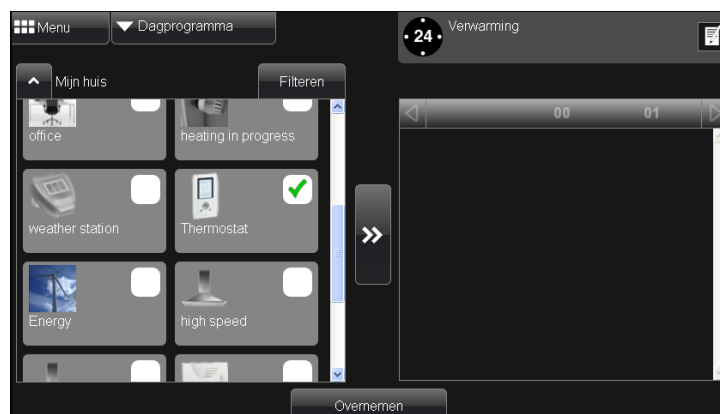 Menu
Dagprogramma
24
Verwarming
Mijn huis
Filteren
office
heating in progress
weather station
Thermostat
Energy
high speed
00
01
Overnemen